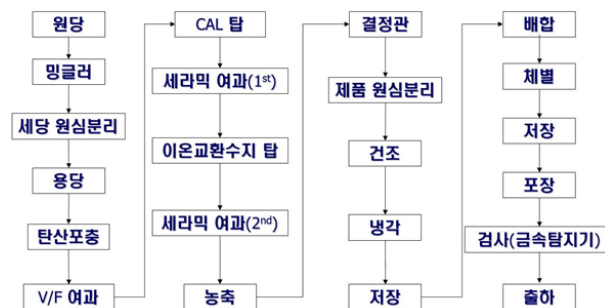 원당
밍글러
세당 원심분리
용당
탄산포충
V/F 여과
CAL 탑
세라믹 여과(1st)
이온교환수지 탑
세라믹 여과(2nd)
농축
결정관
제품 원심분리
건조
냉각
저장
배합
체별
저장
포장
검사(금속탐지기)
출하